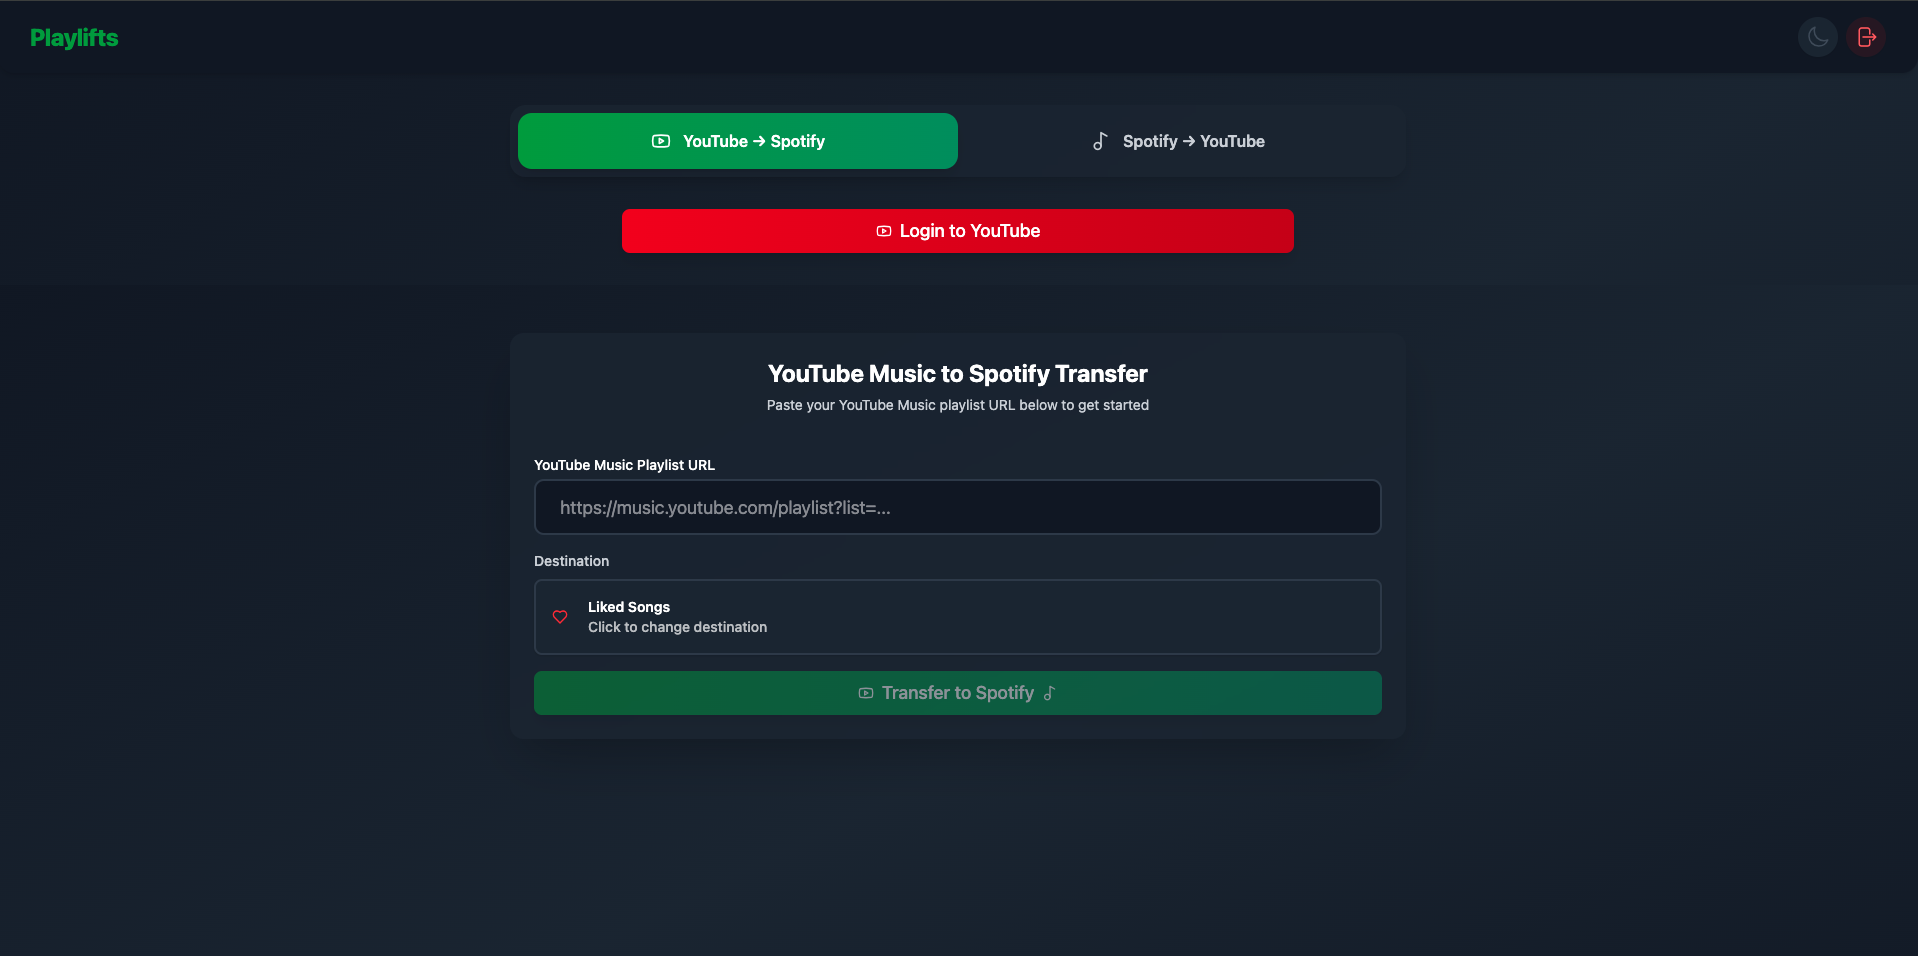 Playlifts
YouTube → Spotify
Spotify → YouTube
Login to YouTube
YouTube Music to Spotify Transfer
Paste your YouTube Music playlist URL below to get started
YouTube Music Playlist URL
https://music.youtube.com/playlist?list=...
Destination
Liked Songs
Click to change destination
Transfer to Spotify